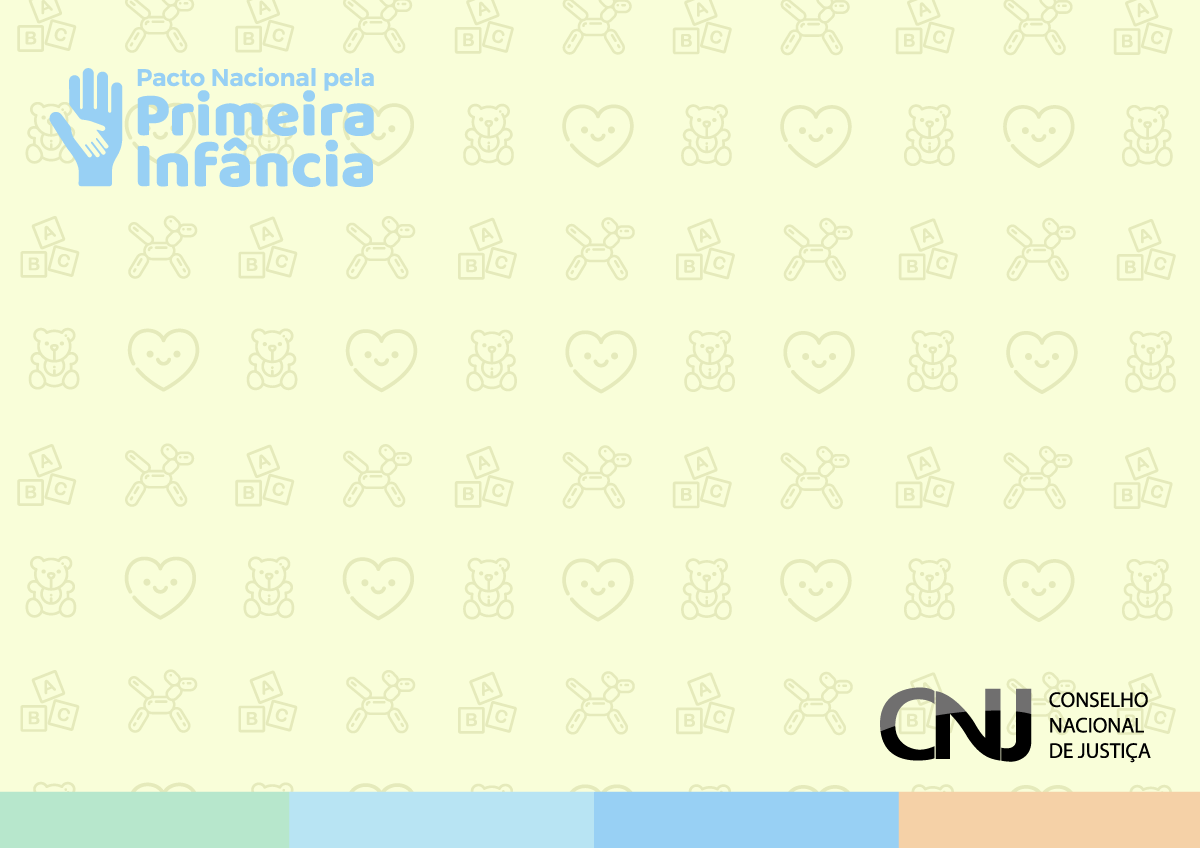 Pacto Nacional pela
Primeira
Infância
CNJ
CONSELHO
NACIONAL
DE JUSTIÇA